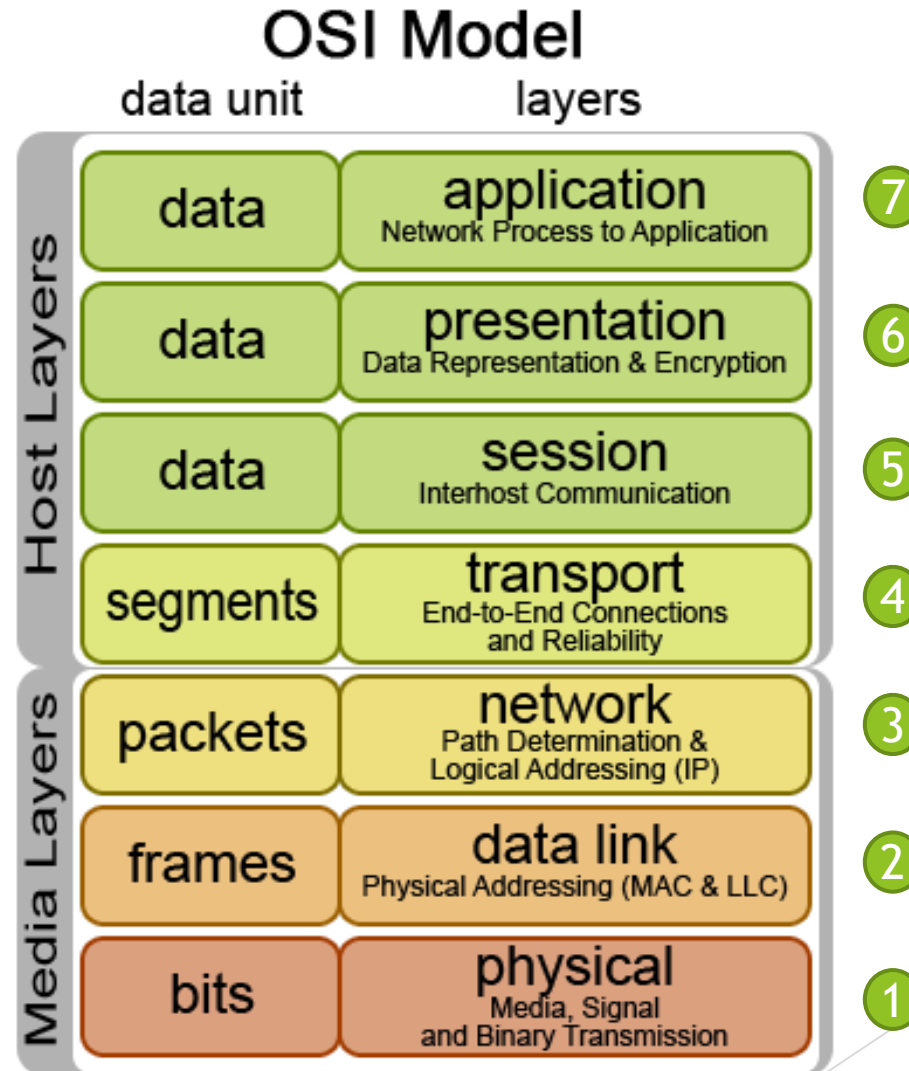 OSI Model
data unit layers
Host Layers
data application 7
Network Process to Application
data presentation 6
Data Representation & Encryption
data session 5
Interhost Communication
segments transport 4
End-to-End Connections
and Reliability
Media Layers
packets network 3
Path Determination &
Logical Addressing (IP)
frames data link 2
Physical Addressing (MAC & LLC)
bits physical 1
Media, Signal
and Binary Transmission